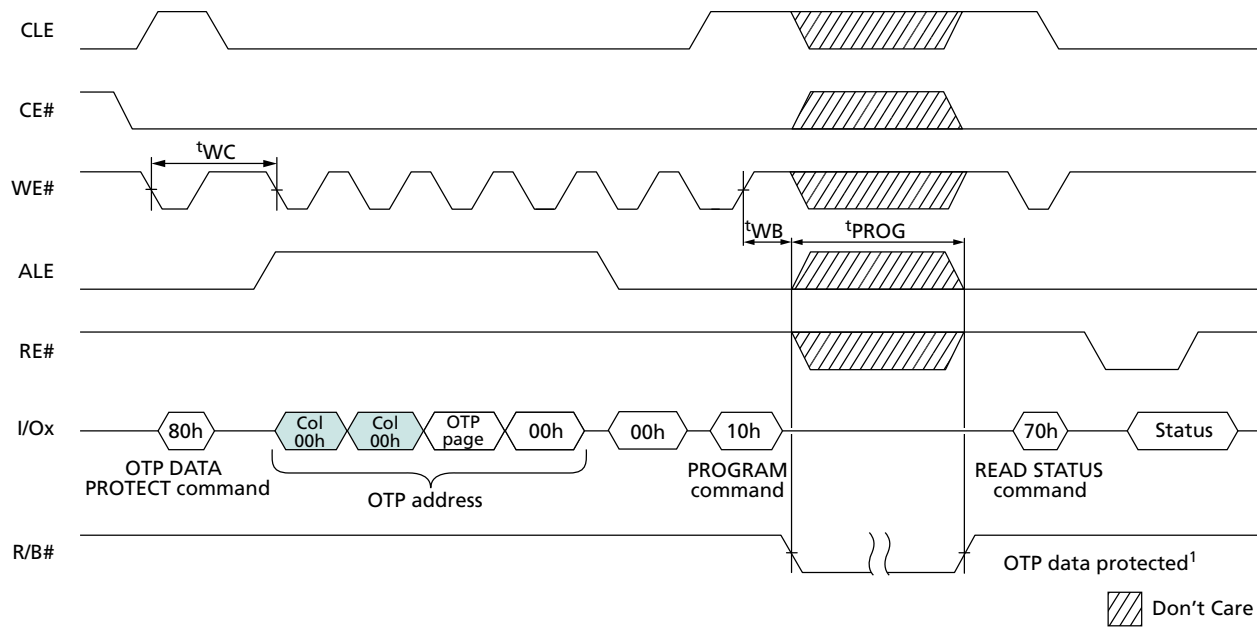 CLE
CE#
tWC
WE#
tWB
tPROG
ALE
RE#
I/Ox
80h
Col
00h
Col
00h
OTP
page
00h
00h
10h
70h
Status
OTP DATA
PROTECT command
OTP address
PROGRAM
command
READ STATUS
command
R/B#
OTP data protected1
Don't Care